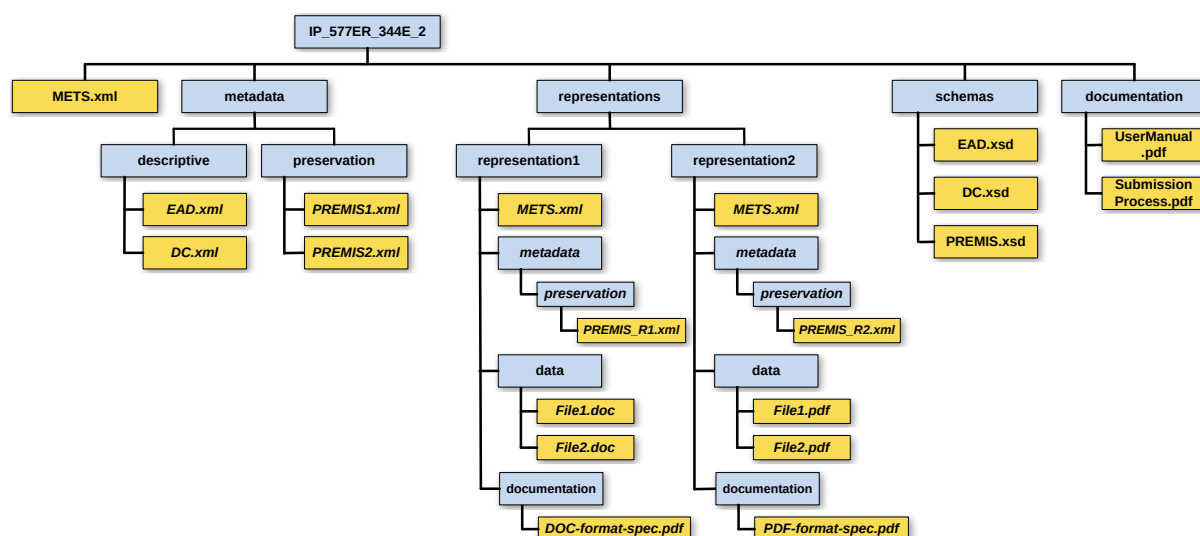 IP_577ER_344E_2
METS.xml
metadata
representations
schemas
documentation
descriptive
preservation
representation1
representation2
EAD.xsd
UserManual
.pdf
EAD.xml
PREMIS1.xml
METS.xml
METS.xml
DC.xsd
Submission
Process.pdf
DC.xml
PREMIS2.xml
metadata
metadata
PREMIS.xsd
preservation
preservation
PREMIS_R1.xml
PREMIS_R2.xml
data
data
File1.doc
File1.pdf
File2.doc
File2.pdf
documentation
documentation
DOC-format-spec.pdf
PDF-format-spec.pdf